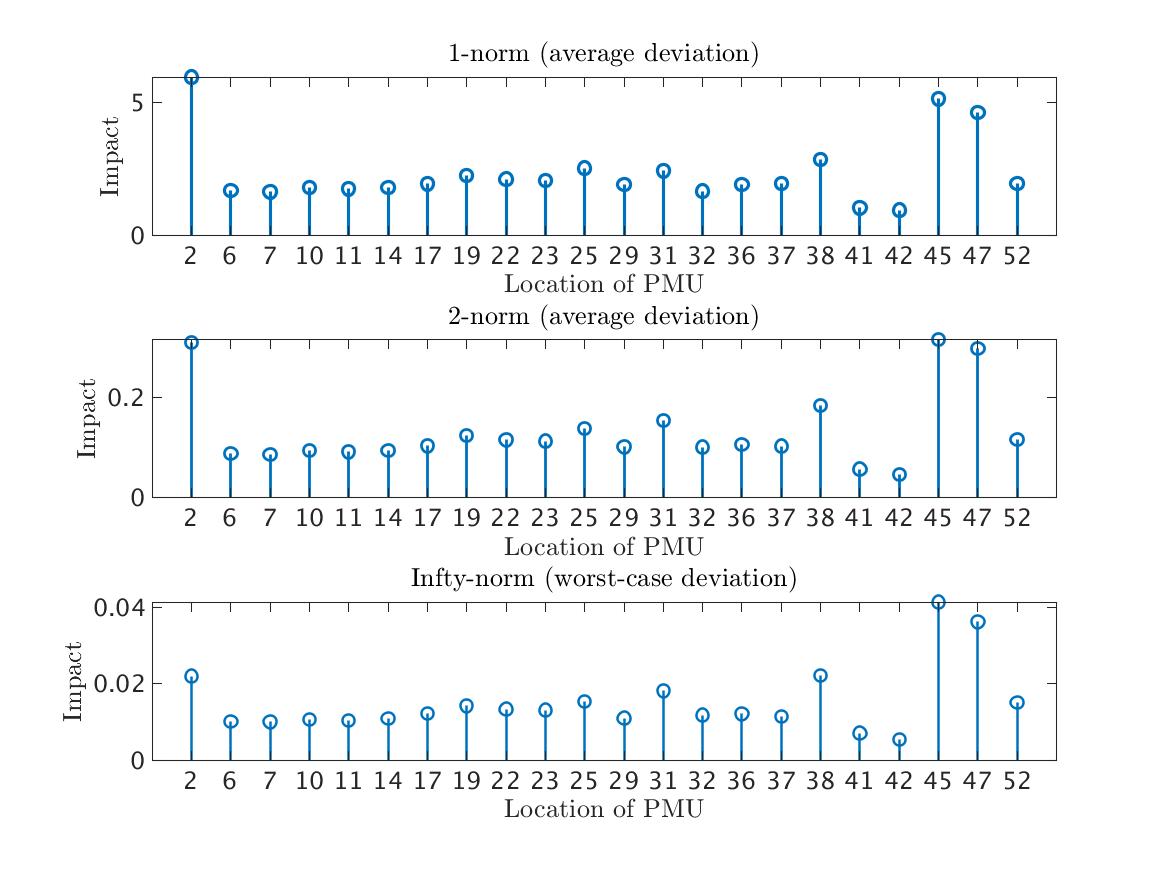 1-norm (average deviation)
5
Impact
0
2 6 7 10 11 14 17 19 22 23 25 29 31 32 36 37 38 41 42 45 47 52
Location of PMU
2-norm (average deviation)
0.2
Impact
0
2 6 7 10 11 14 17 19 22 23 25 29 31 32 36 37 38 41 42 45 47 52
Location of PMU
Infty-norm (worst-case deviation)
0.04
Impact
0.02
0
2 6 7 10 11 14 17 19 22 23 25 29 31 32 36 37 38 41 42 45 47 52
Location of PMU